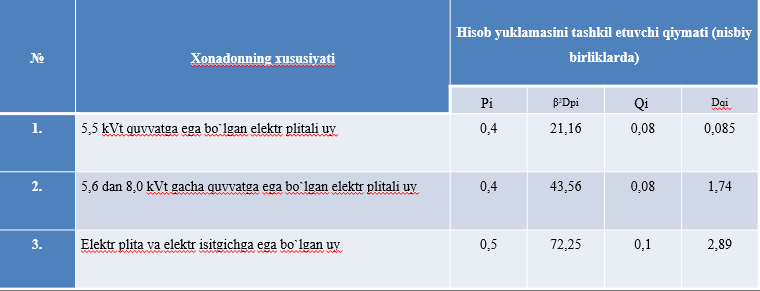 №
Xonadonning xususiyati
Hisob yuklamasini tashkil etuvchi qiymati (nisbiy
birliklarda)
Pi
β²Dpi
Qi
Dqi
1.
5,5 kVt quvvatga ega bo`lgan elektr plitali uy
0,4
21,16
0,08
0,085
2.
5,6 dan 8,0 kVt gacha quvvatga ega bo`lgan elektr plitali uy
0,4
43,56
0,08
1,74
3.
Elektr plita va elektr isitgichga ega bo`lgan uy
0,5
72,25
0,1
2,89